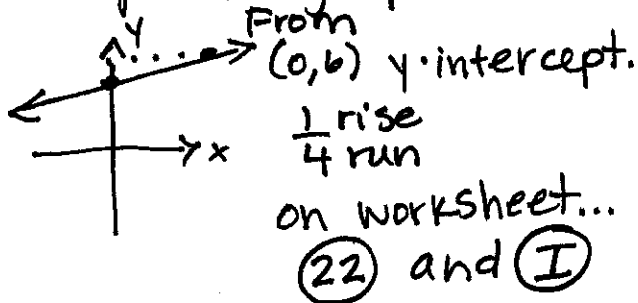 y
From
(0,6) y·intercept.
1 rise
4 run
x
on worksheet...
22 and I